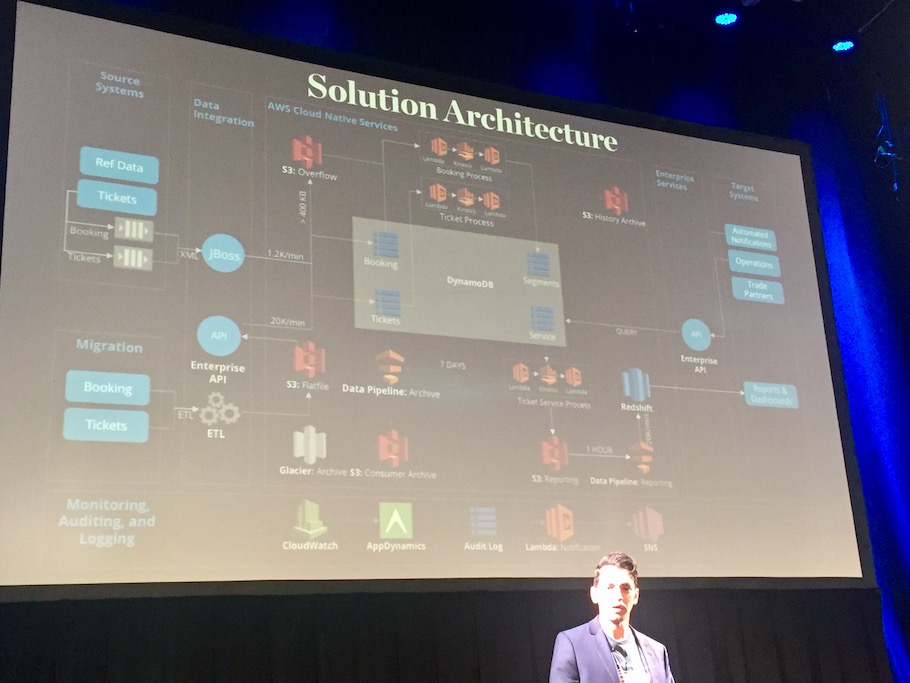 Solution Architecture
Source
Systems
Data
Integration
AWS Cloud Native Services
Enterprise
Services
Target
Systems
Ref Data
Tickets
Booking
Tickets
XML
JBoss
1.2K/min
20K/min
400 KB
S3: Overflow
Lambda
Kinesis
Lambda
Booking Process
Lambda
Kinesis
Lambda
Ticket Process
S3: History Archive
Booking
Tickets
DynamoDB
Segments
Service
Automated
Notifications
Operations
Trade
Partners
API
Enterprise
API
QUERY
API
Enterprise
API
Migration
Booking
Tickets
ETL
ETL
S3: Flatfile
Data Pipeline: Archive
7 DAYS
Lambda
Kinesis
Lambda
Ticket Service Process
Redshift
Reports &
Dashboards
Glacier: Archive
S3: Consumer Archive
S3: Reporting
1 HOUR
Data Pipeline: Reporting
Monitoring,
Auditing, and
Logging
CloudWatch
AppDynamics
Audit Log
Lambda: Notification
SNS